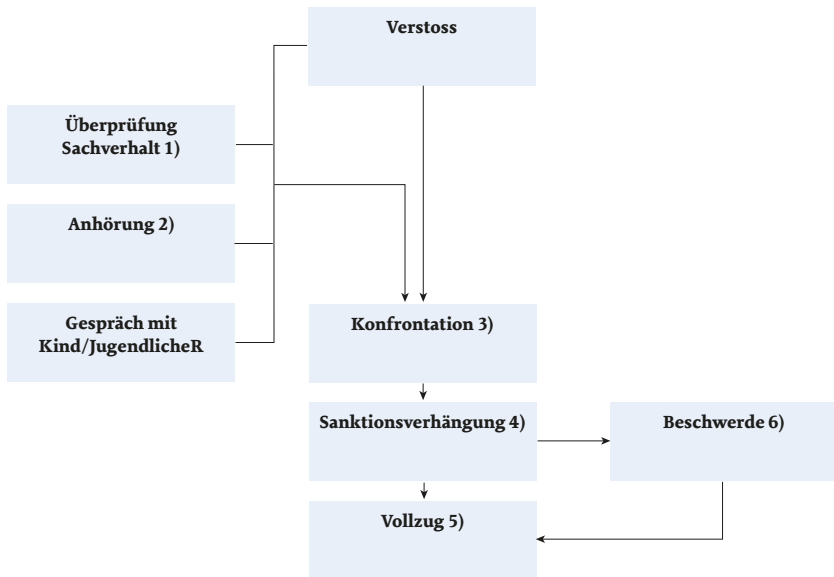 Verstoss
Überprüfung
Sachverhalt 1)
Anhörung 2)
Gespräch mit
Kind/JugendlicheR
Konfrontation 3)
Sanktionsverhängung 4)
Beschwerde 6)
Vollzug 5)